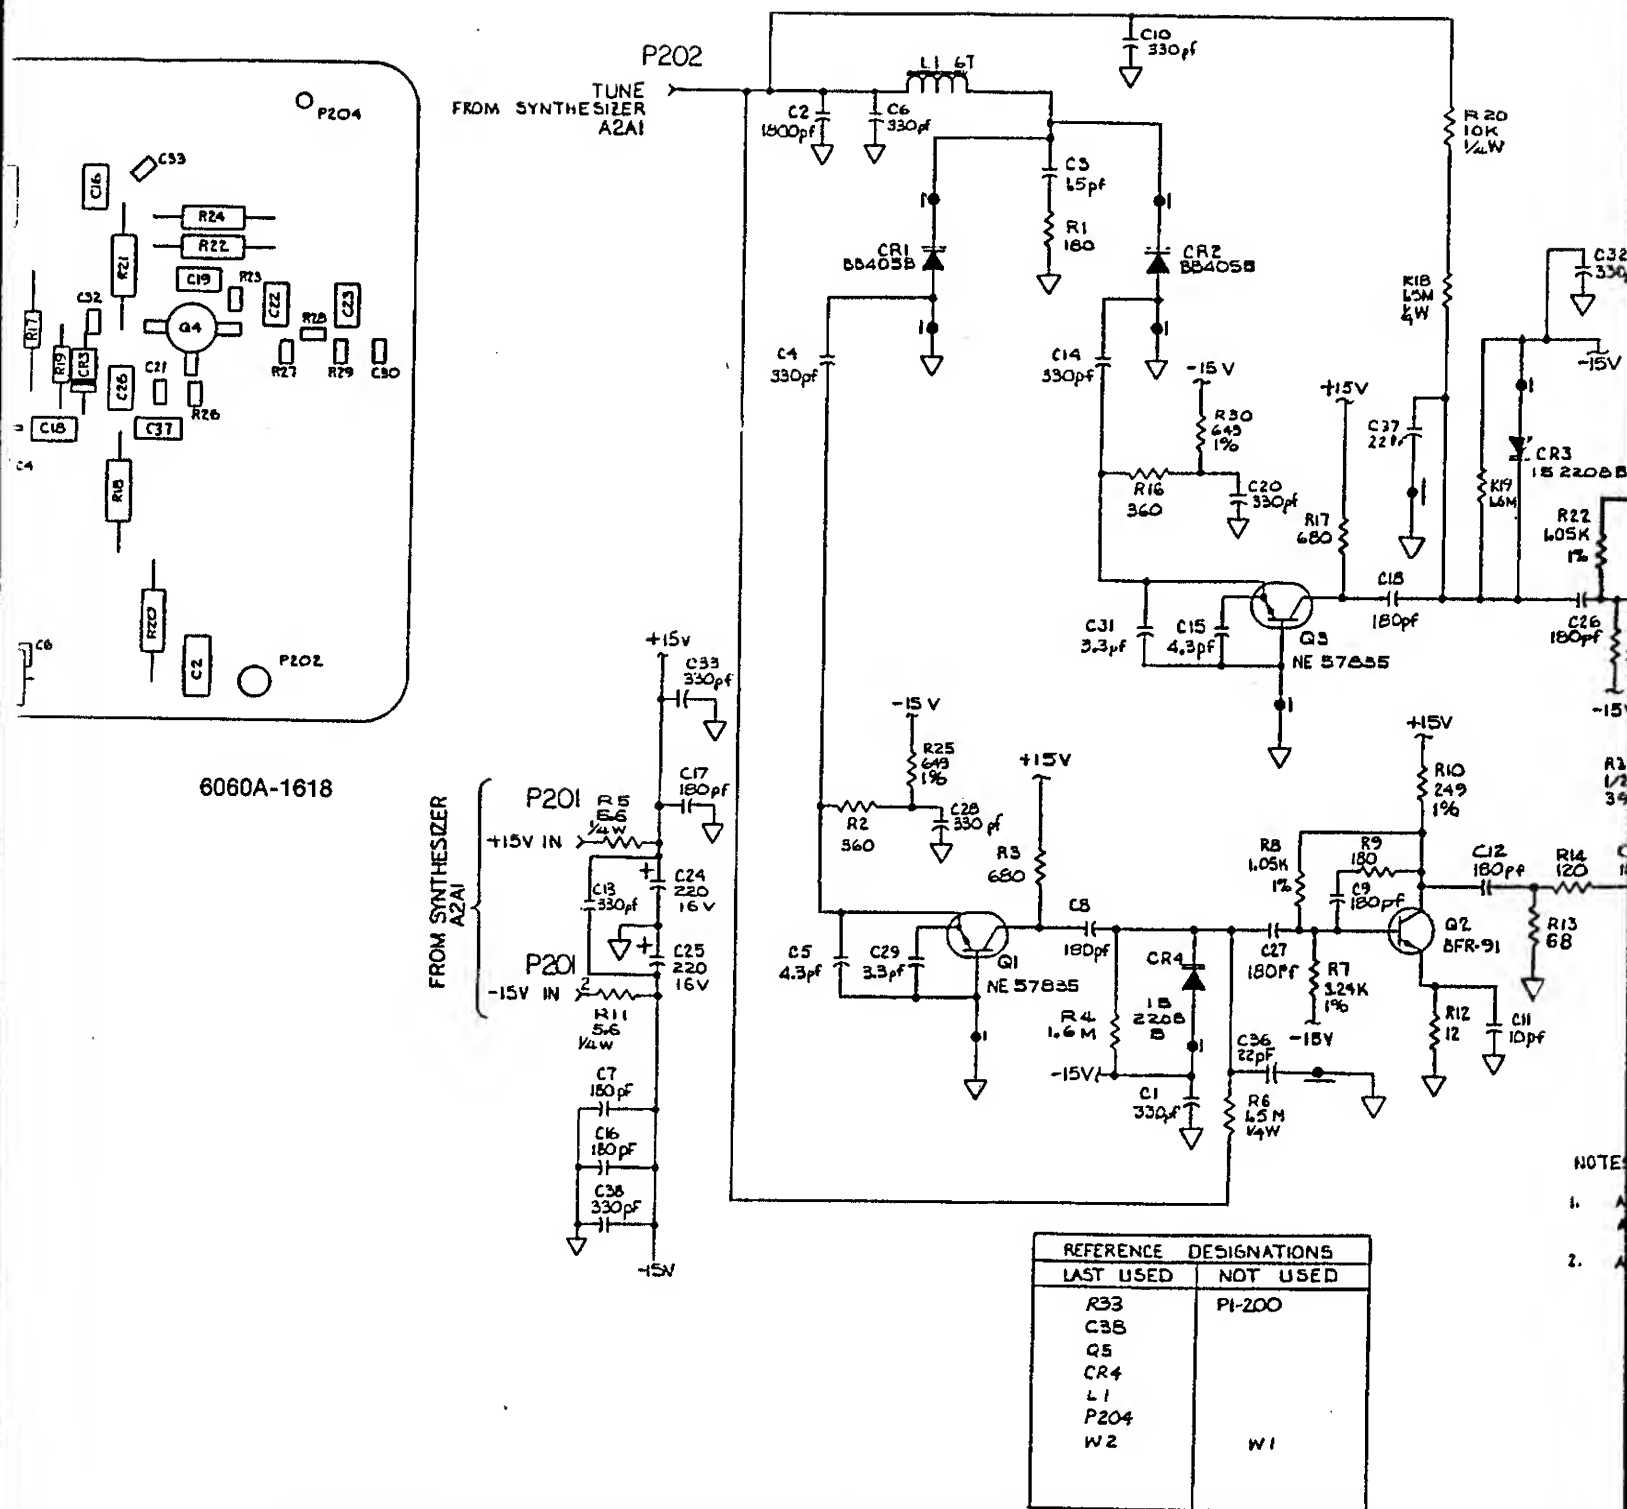 P204
C33
C16
R24
R22
R21
C19
R23
C22
C23
C32
Q4
R28
R17
R19
CR3
C26
C21
R27
R29
C30
R26
C18
C37
C4
R18
R20
C6
C2
P202
6060A-1618
P202
TUNE
FROM SYNTHESIZER
A2A1
C2
1800pf
C6
330pf
L1 6T
C10
330pf
C3
1.5pf
R1
180
CR1
BB405B
CR2
BB405B
R20
10K
1/4W
R18
1.5M
1/4W
C32
330
-15V
C4
330pf
C14
330pf
-15V
R30
649
1%
R16
360
C20
330pf
+15V
R17
680
C37
22pf
CR3
1S2208B
R19
1.6M
R22
1.05K
1%
C18
180pf
C26
180pf
C31
3.3pf
C15
4.3pf
Q3
NE 57835
-15V
+15V
C33
330pf
C17
180pf
P201
R5
5.6
1/4W
+15V IN
FROM SYNTHESIZER
A2A1
C13
330pf
+
C24
220
16V
+
C25
220
16V
P201
-15V IN
2
R11
5.6
1/4W
C7
180pf
C16
180pf
C38
330pf
-15V
-15V
R25
649
1%
R2
360
C28
330pf
+15V
R3
680
C5
4.3pf
C29
3.3pf
Q1
NE 57835
C8
180pf
CR4
1S
2208
B
R4
1.6M
-15V
C1
330pf
C36
22pF
R6
1.5M
1/4W
+15V
R10
249
1%
R8
1.05K
1%
R9
180
C9
180pf
C27
180pf
R7
3.24K
1%
-15V
Q2
BFR-91
C12
180pf
R14
120
R13
68
R12
12
C11
10pf
NOTES
1.
2.
REFERENCE DESIGNATIONS
LAST USED NOT USED
R33 P1-200
C38
Q5
CR4
L1
P204
W2 W1